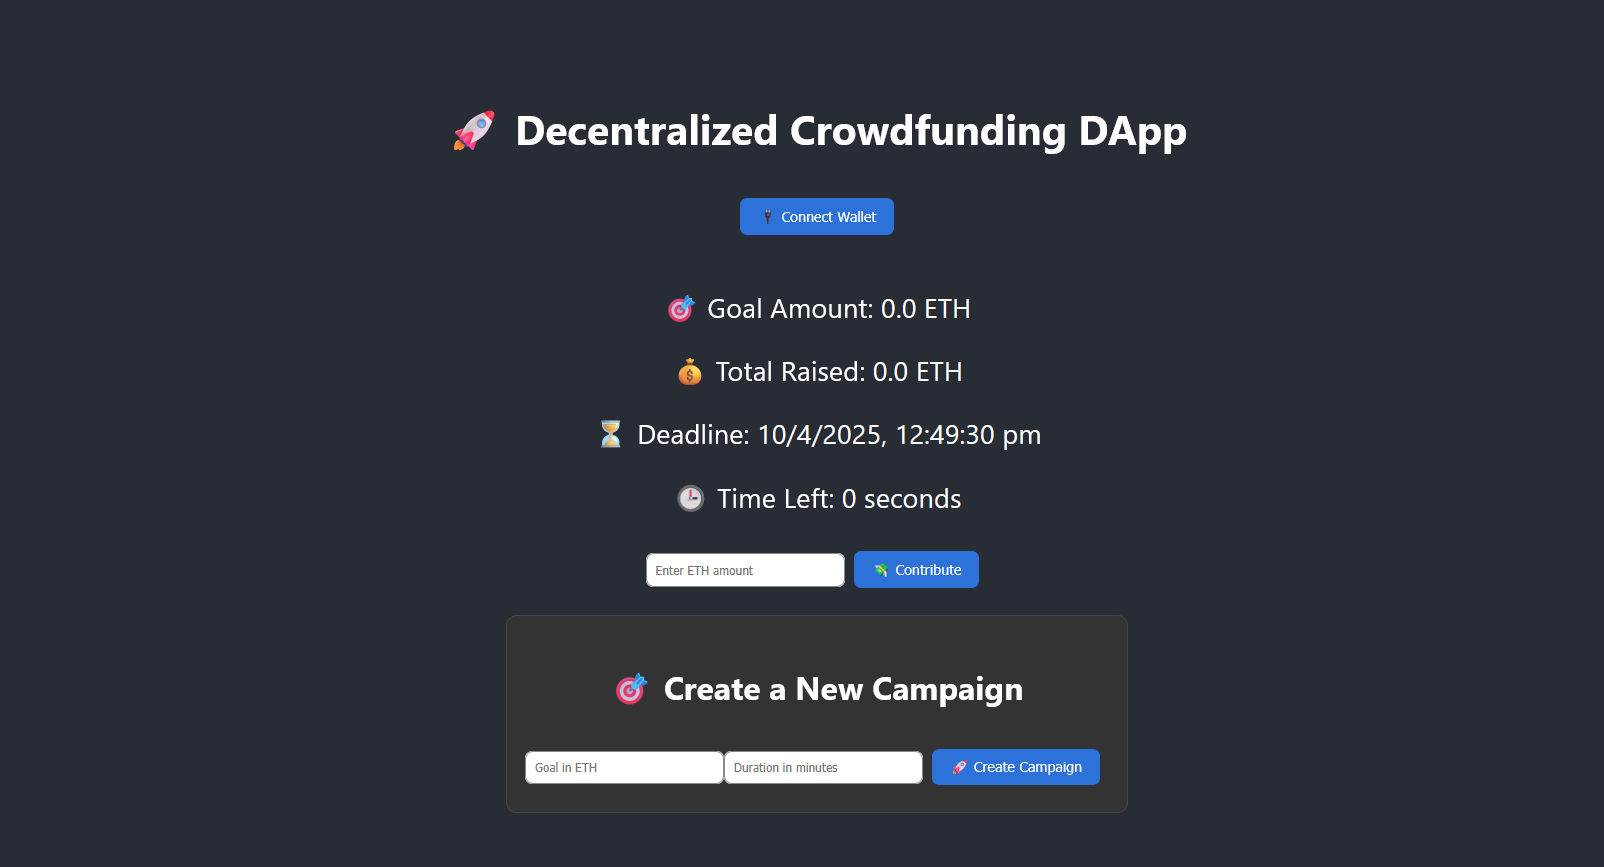 🚀 Decentralized Crowdfunding DApp
🔌 Connect Wallet
🎯 Goal Amount: 0.0 ETH
💰 Total Raised: 0.0 ETH
⏳ Deadline: 10/4/2025, 12:49:30 pm
🕒 Time Left: 0 seconds
Enter ETH amount 💸 Contribute
🎯 Create a New Campaign
Goal in ETH Duration in minutes 🚀 Create Campaign